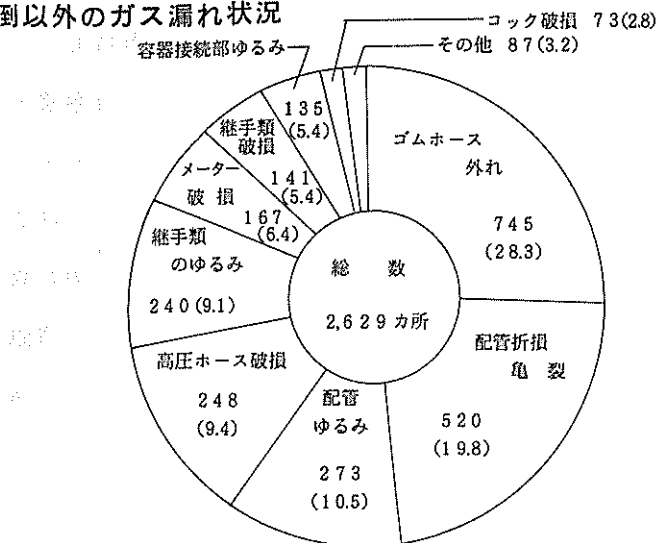 到以外のガス漏れ状況
コック破損 73(2.8)
その他 87(3.2)
容器接続部ゆるみ
135
(5.4)
継手類
破損
141
(5.4)
メーター
破損
167
(6.4)
継手類
のゆるみ
240(9.1)
高圧ホース破損
248
(9.4)
配管
ゆるみ
273
(10.5)
配管折損
亀裂
520
(19.8)
ゴムホース
外れ
745
(28.3)
総数
2,629カ所